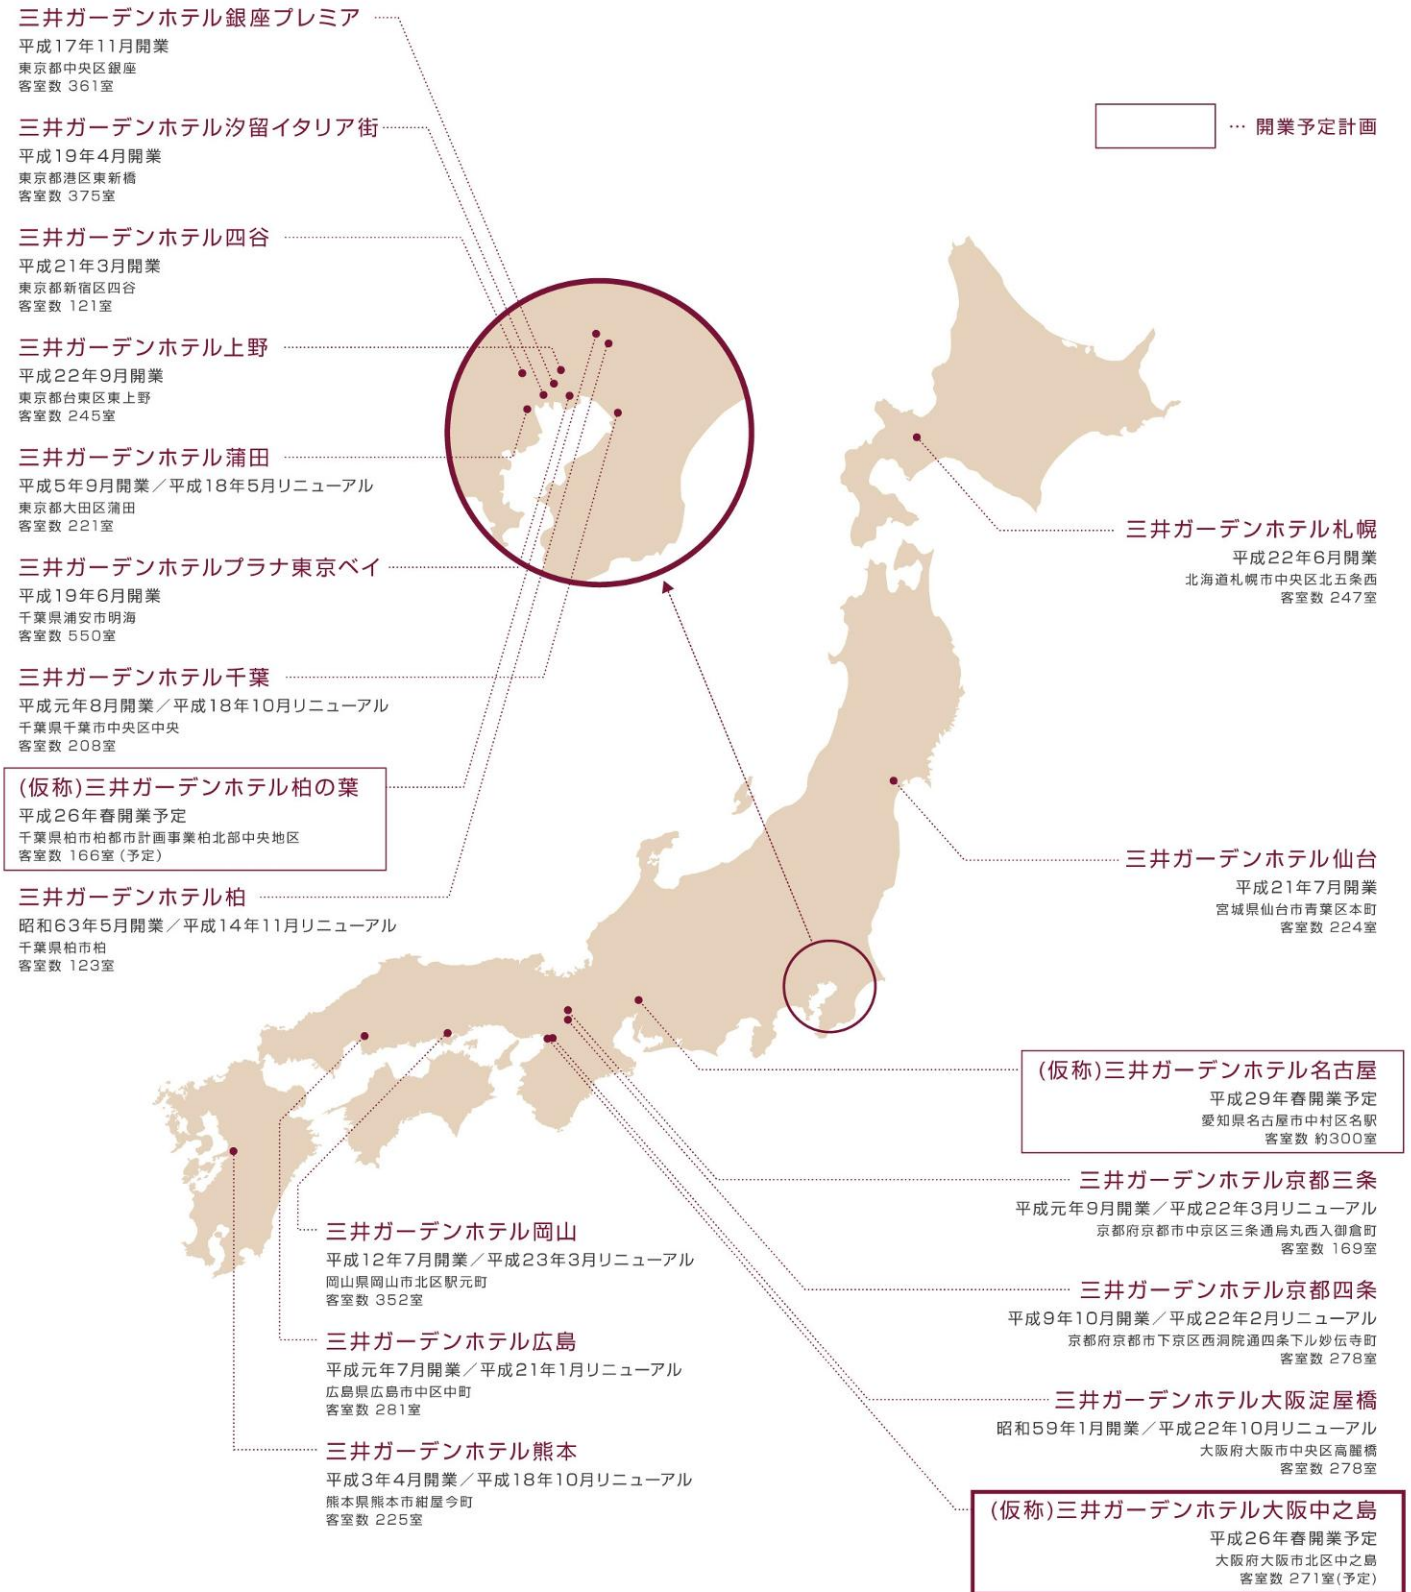 三井ガーデンホテル銀座プレミア
平成17年11月開業
東京都中央区銀座
客室数 361室
三井ガーデンホテル汐留イタリア街
平成19年4月開業
東京都港区東新橋
客室数 375室
三井ガーデンホテル四谷
平成21年3月開業
東京都新宿区四谷
客室数 121室
三井ガーデンホテル上野
平成22年9月開業
東京都台東区東上野
客室数 245室
三井ガーデンホテル蒲田
平成5年9月開業／平成18年5月リニューアル
東京都大田区蒲田
客室数 221室
三井ガーデンホテルプラナ東京ベイ
平成19年6月開業
千葉県浦安市明海
客室数 550室
三井ガーデンホテル千葉
平成元年8月開業／平成18年10月リニューアル
千葉県千葉市中央区中央
客室数 208室
(仮称)三井ガーデンホテル柏の葉
平成26年春開業予定
千葉県柏市柏都市計画事業柏北部中央地区
客室数 166室(予定)
三井ガーデンホテル柏
昭和63年5月開業／平成14年11月リニューアル
千葉県柏市柏
客室数 123室
… 開業予定計画
三井ガーデンホテル札幌
平成22年6月開業
北海道札幌市中央区北五条西
客室数 247室
三井ガーデンホテル仙台
平成21年7月開業
宮城県仙台市青葉区本町
客室数 224室
(仮称)三井ガーデンホテル名古屋
平成29年春開業予定
愛知県名古屋市中村区名駅
客室数 約300室
三井ガーデンホテル京都三条
平成元年9月開業／平成22年3月リニューアル
京都府京都市中京区三条通烏丸西入御倉町
客室数 169室
三井ガーデンホテル京都四条
平成9年10月開業／平成22年2月リニューアル
京都府京都市下京区西洞院通四条下ル妙伝寺町
客室数 278室
三井ガーデンホテル大阪淀屋橋
昭和59年1月開業／平成22年10月リニューアル
大阪府大阪市中央区高麗橋
客室数 278室
(仮称)三井ガーデンホテル大阪中之島
平成26年春開業予定
大阪府大阪市北区中之島
客室数 271室(予定)
三井ガーデンホテル岡山
平成12年7月開業／平成23年3月リニューアル
岡山県岡山市北区駅元町
客室数 352室
三井ガーデンホテル広島
平成元年7月開業／平成21年1月リニューアル
広島県広島市中区中町
客室数 281室
三井ガーデンホテル熊本
平成3年4月開業／平成18年10月リニューアル
熊本県熊本市紺屋今町
客室数 225室